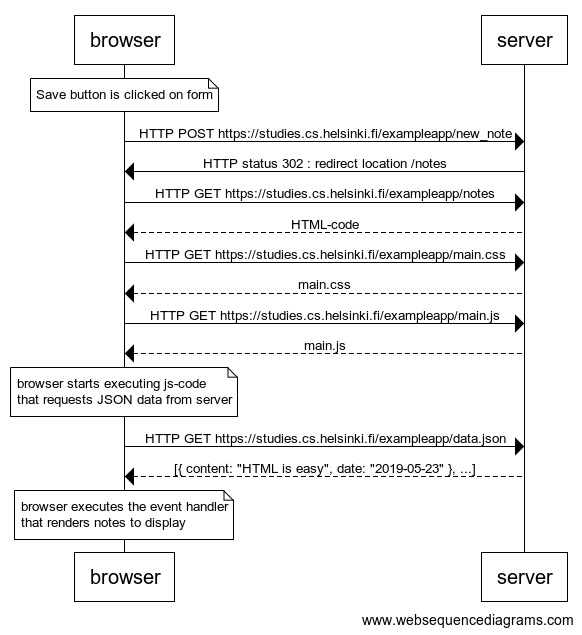 browser
server
Save button is clicked on form
HTTP POST https://studies.cs.helsinki.fi/exampleapp/new_note
HTTP status 302 : redirect location /notes
HTTP GET https://studies.cs.helsinki.fi/exampleapp/notes
HTML-code
HTTP GET https://studies.cs.helsinki.fi/exampleapp/main.css
main.css
HTTP GET https://studies.cs.helsinki.fi/exampleapp/main.js
main.js
browser starts executing js-code
that requests JSON data from server
HTTP GET https://studies.cs.helsinki.fi/exampleapp/data.json
[{ content: "HTML is easy", date: "2019-05-23" }, ...]
browser executes the event handler
that renders notes to display
browser
server
www.websequencediagrams.com